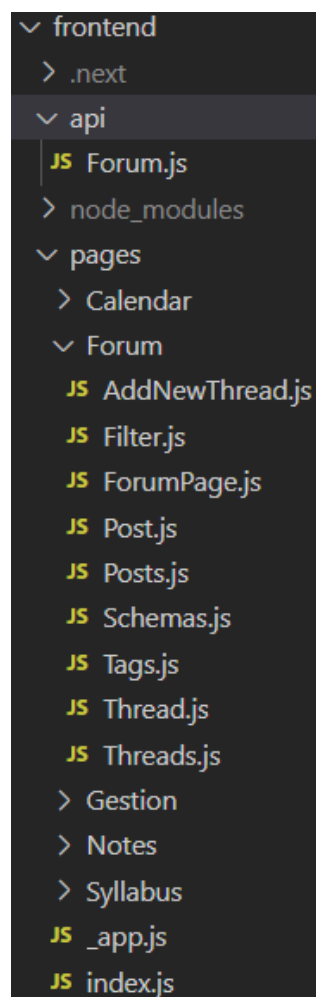 frontend
.next
api
JS Forum.js
node_modules
pages
Calendar
Forum
JS AddNewThread.js
JS Filter.js
JS ForumPage.js
JS Post.js
JS Posts.js
JS Schemas.js
JS Tags.js
JS Thread.js
JS Threads.js
Gestion
Notes
Syllabus
JS _app.js
JS index.js